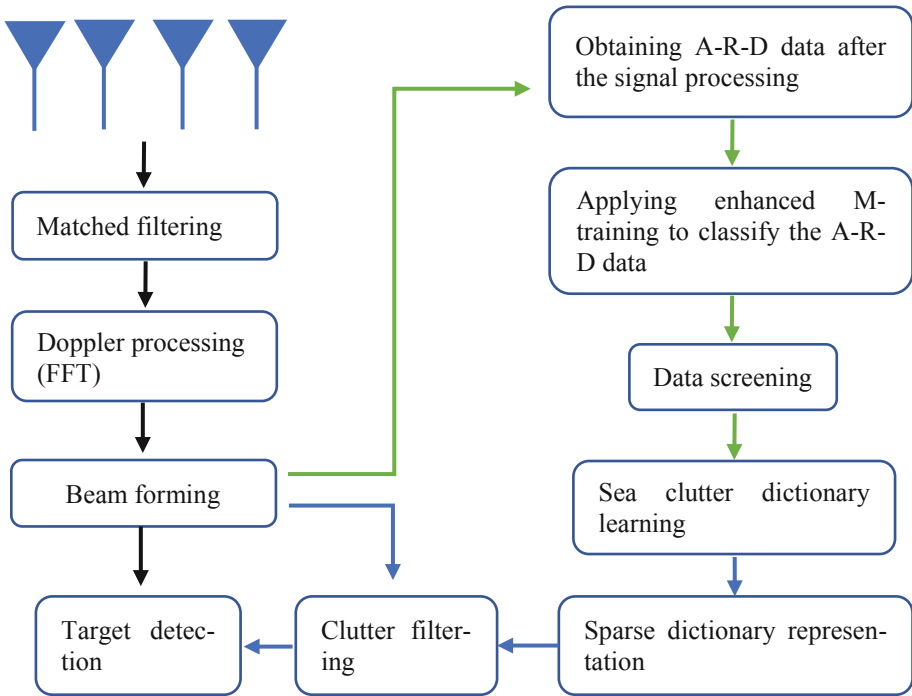 Matched filtering
Doppler processing
(FFT)
Beam forming
Target detec-
tion
Clutter filter-
ing
Obtaining A-R-D data after
the signal processing
Applying enhanced M-
training to classify the A-R-
D data
Data screening
Sea clutter dictionary
learning
Sparse dictionary represen-
tation